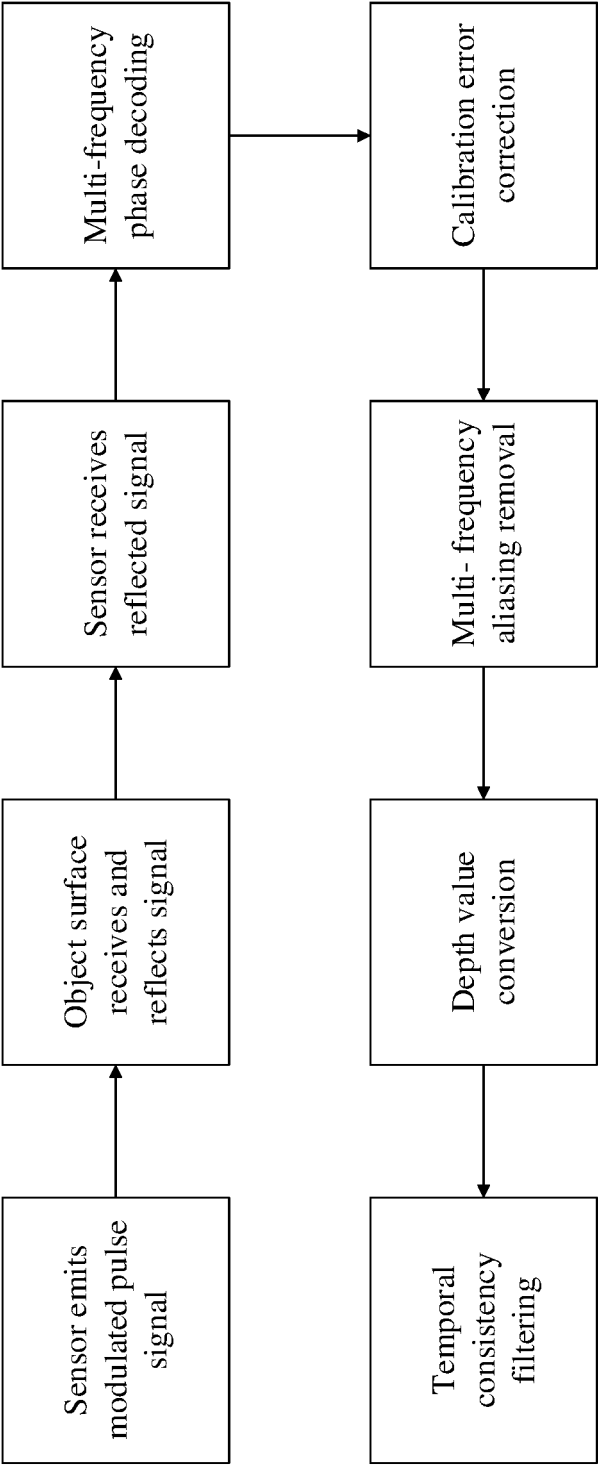 Sensor emits
modulated pulse
signal
Object surface
receives and
reflects signal
Sensor receives
reflected signal
Multi-frequency
phase decoding
Calibration error
correction
Multi- frequency
aliasing removal
Depth value
conversion
Temporal
consistency
filtering